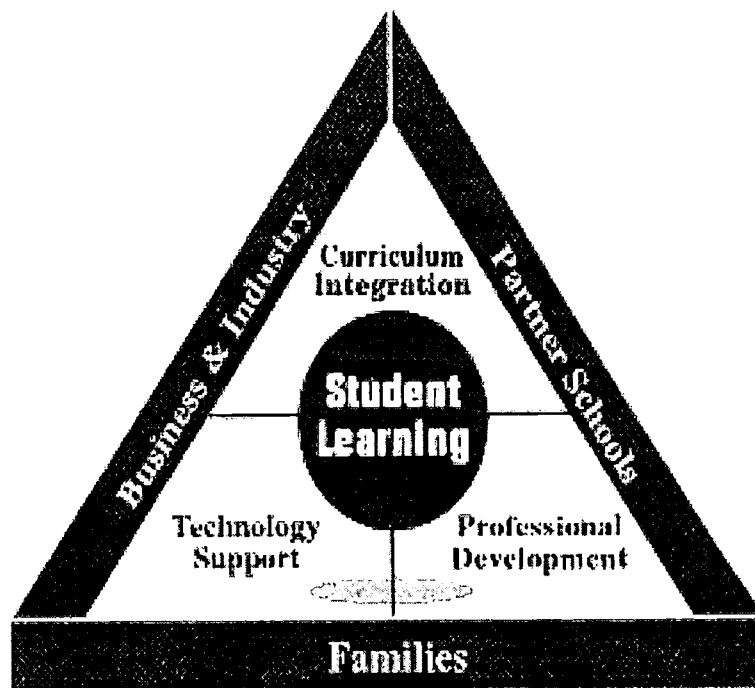 Curriculum
Integration
Business & Industry
Partner Schools
Student
Learning
Technology
Support
Professional
Development
Families